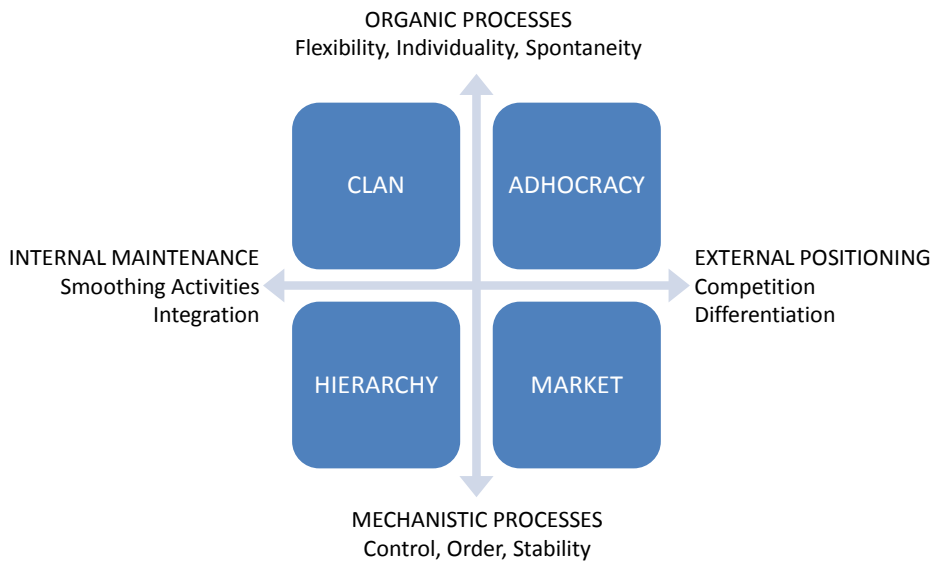 ORGANIC PROCESSES
Flexibility, Individuality, Spontaneity
CLAN
ADHOCRACY
INTERNAL MAINTENANCE
Smoothing Activities
Integration
EXTERNAL POSITIONING
Competition
Differentiation
HIERARCHY
MARKET
MECHANISTIC PROCESSES
Control, Order, Stability